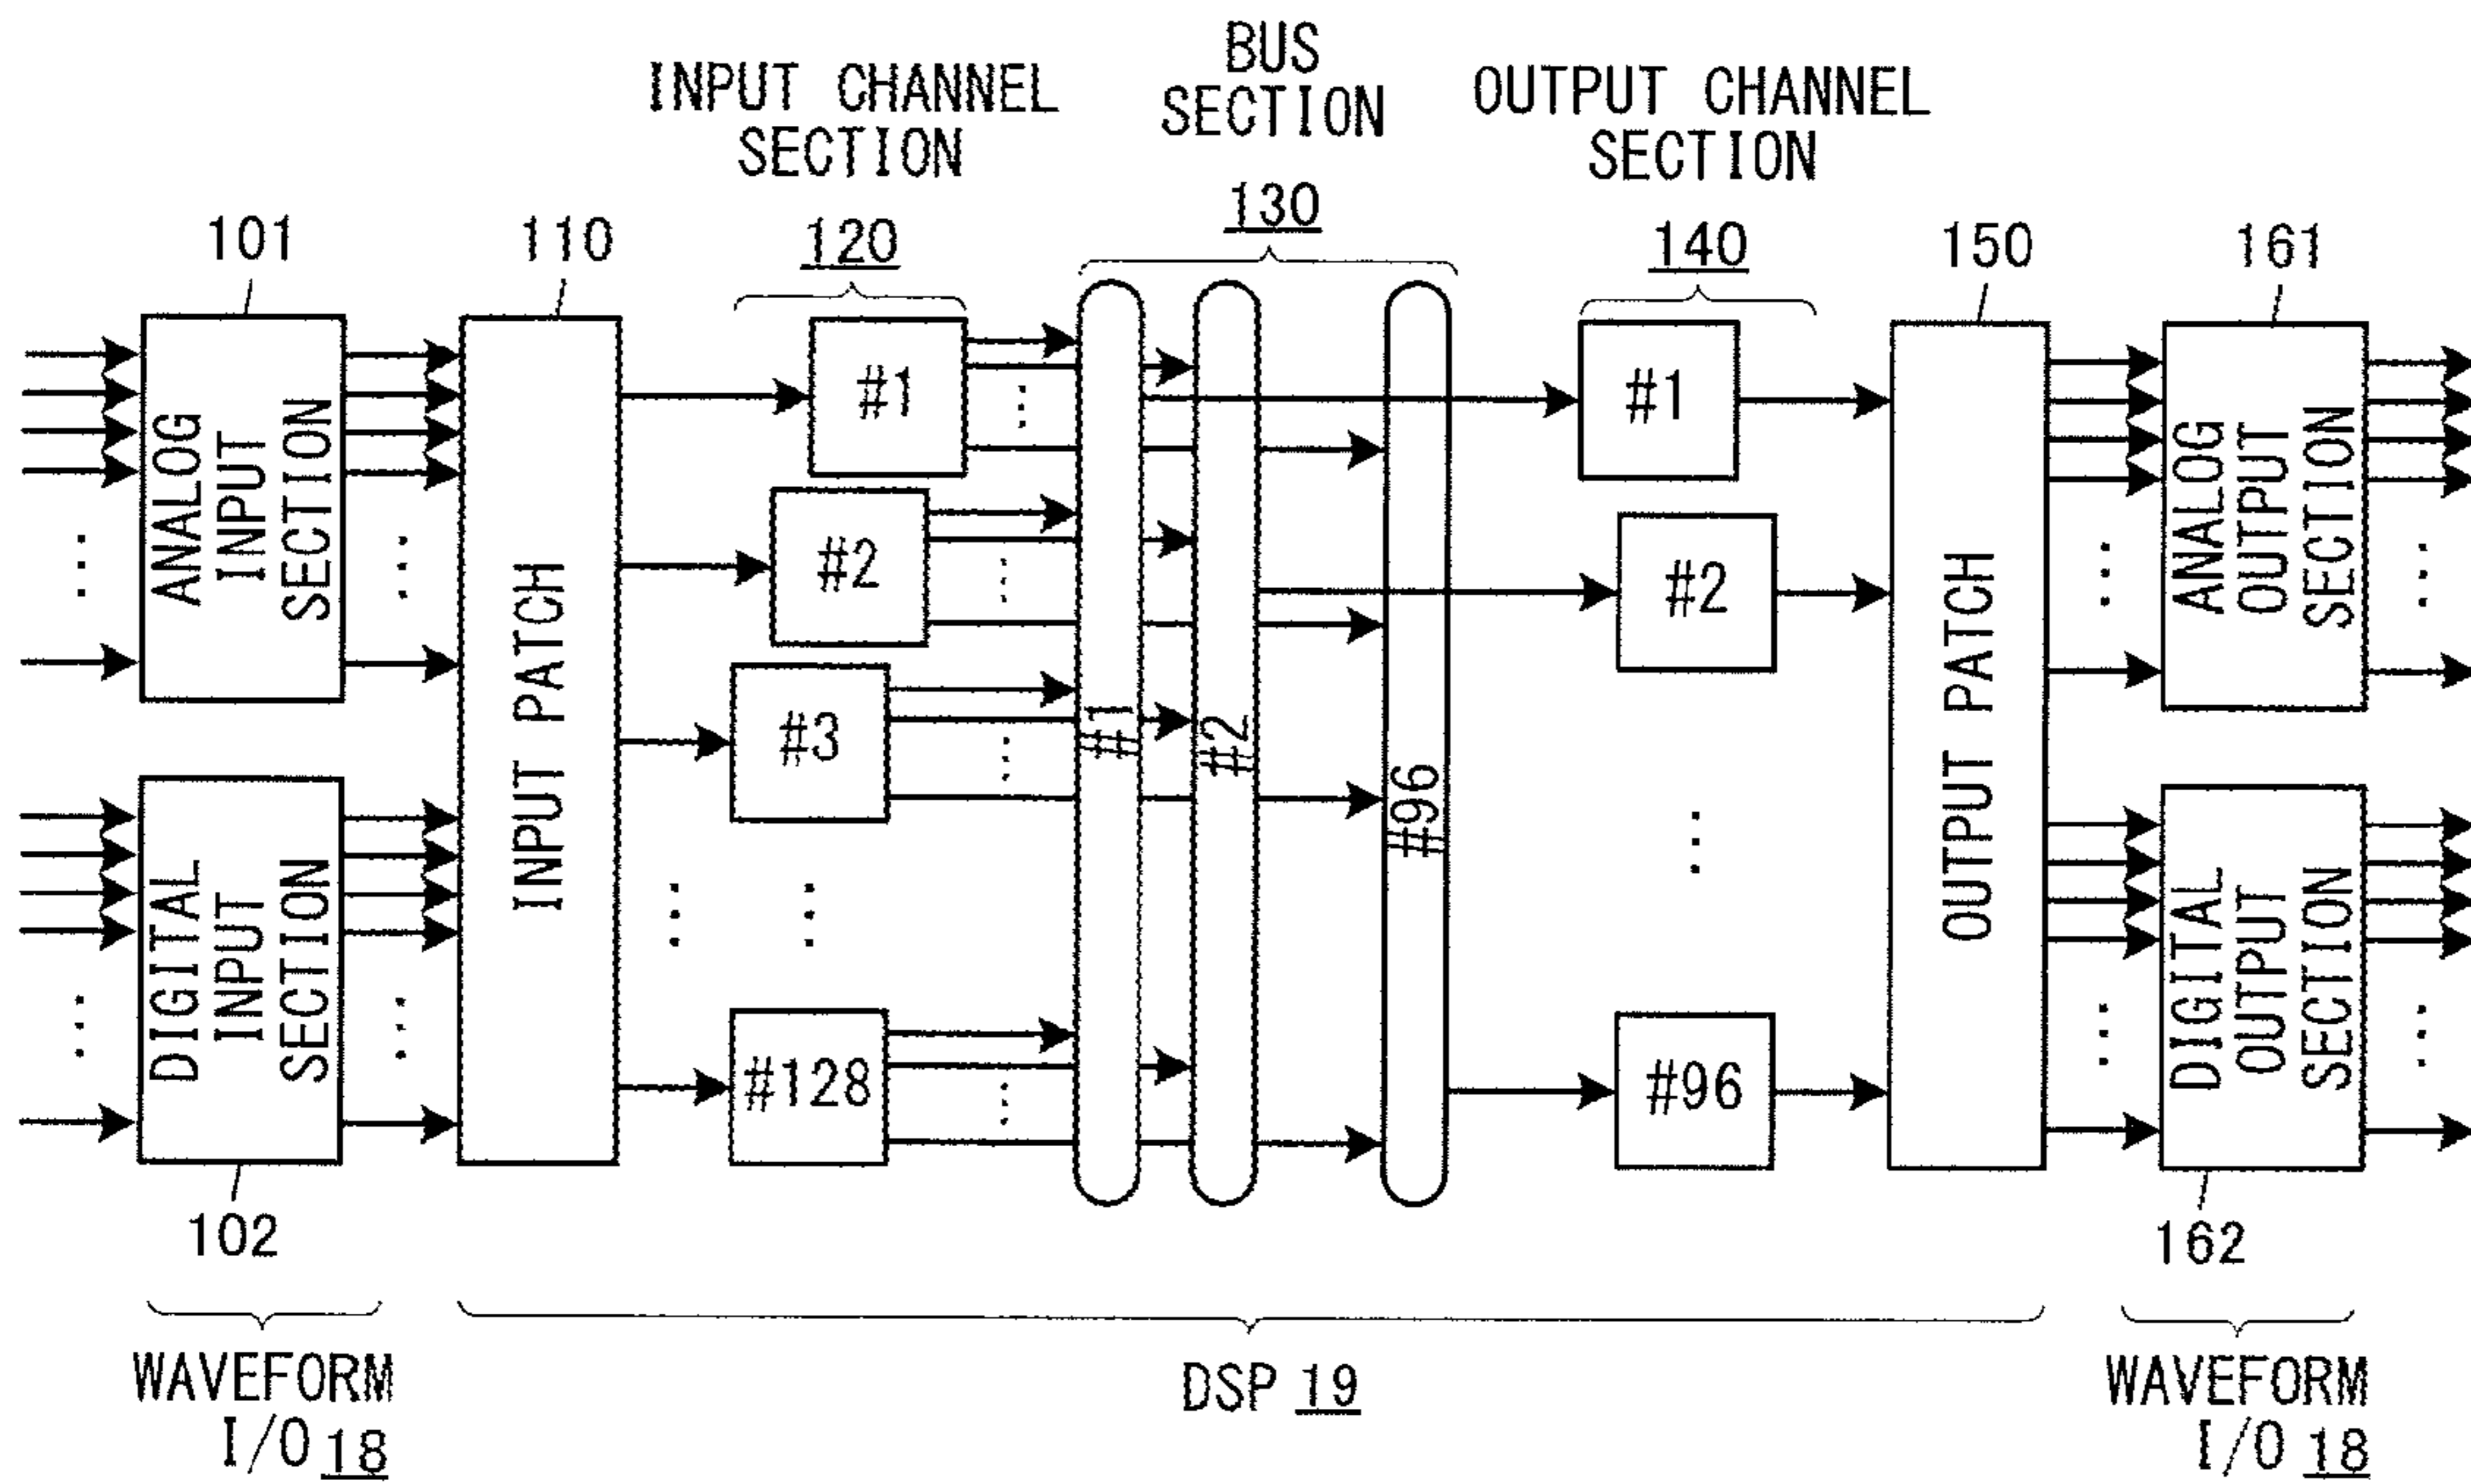 INPUT CHANNEL
SECTION
BUS
SECTION
OUTPUT CHANNEL
SECTION
101
110
120
130
140
150
161
ANALOG
INPUT
SECTION
DIGITAL
INPUT
SECTION
INPUT PATCH
#1
#2
#3
#128
#1
#2
#96
#1
#2
#96
OUTPUT PATCH
ANALOG
OUTPUT
SECTION
DIGITAL
OUTPUT
SECTION
102
162
WAVEFORM
I/O 18
DSP 19
WAVEFORM
I/O 18